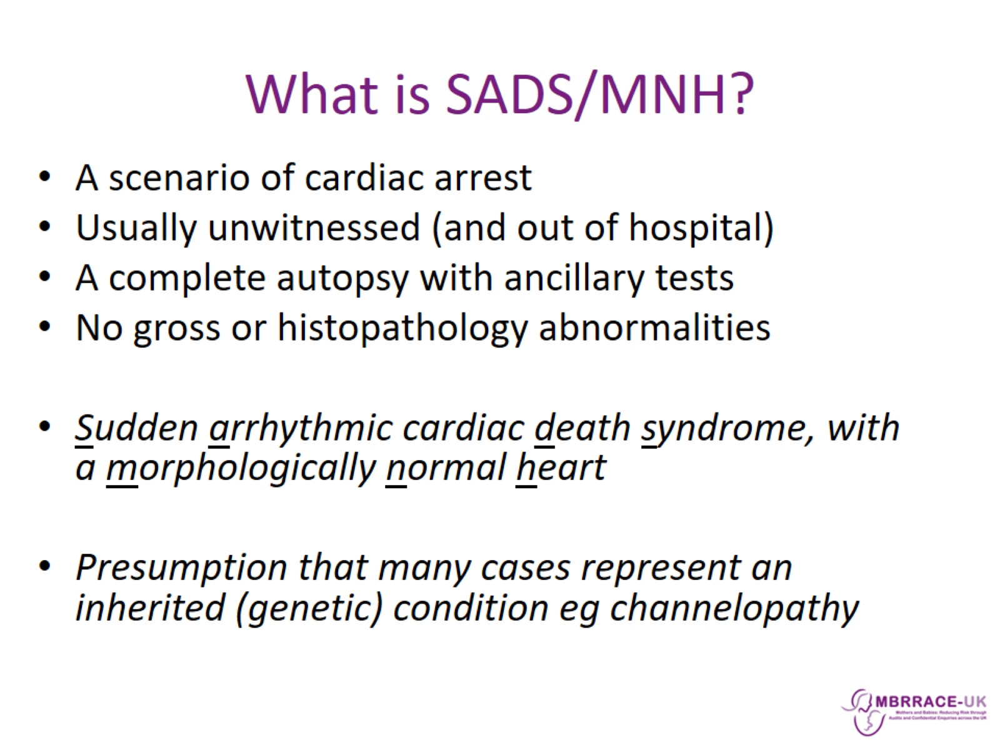 What is SADS/MNH?
• A scenario of cardiac arrest
• Usually unwitnessed (and out of hospital)
• A complete autopsy with ancillary tests
• No gross or histopathology abnormalities
• Sudden arrhythmic cardiac death syndrome, with
a morphologically normal heart
• Presumption that many cases represent an
inherited (genetic) condition eg channelopathy
MBRRACE-UK
Mothers and Babies: Reducing Risk through
Audits and Confidential Enquiries across the UK